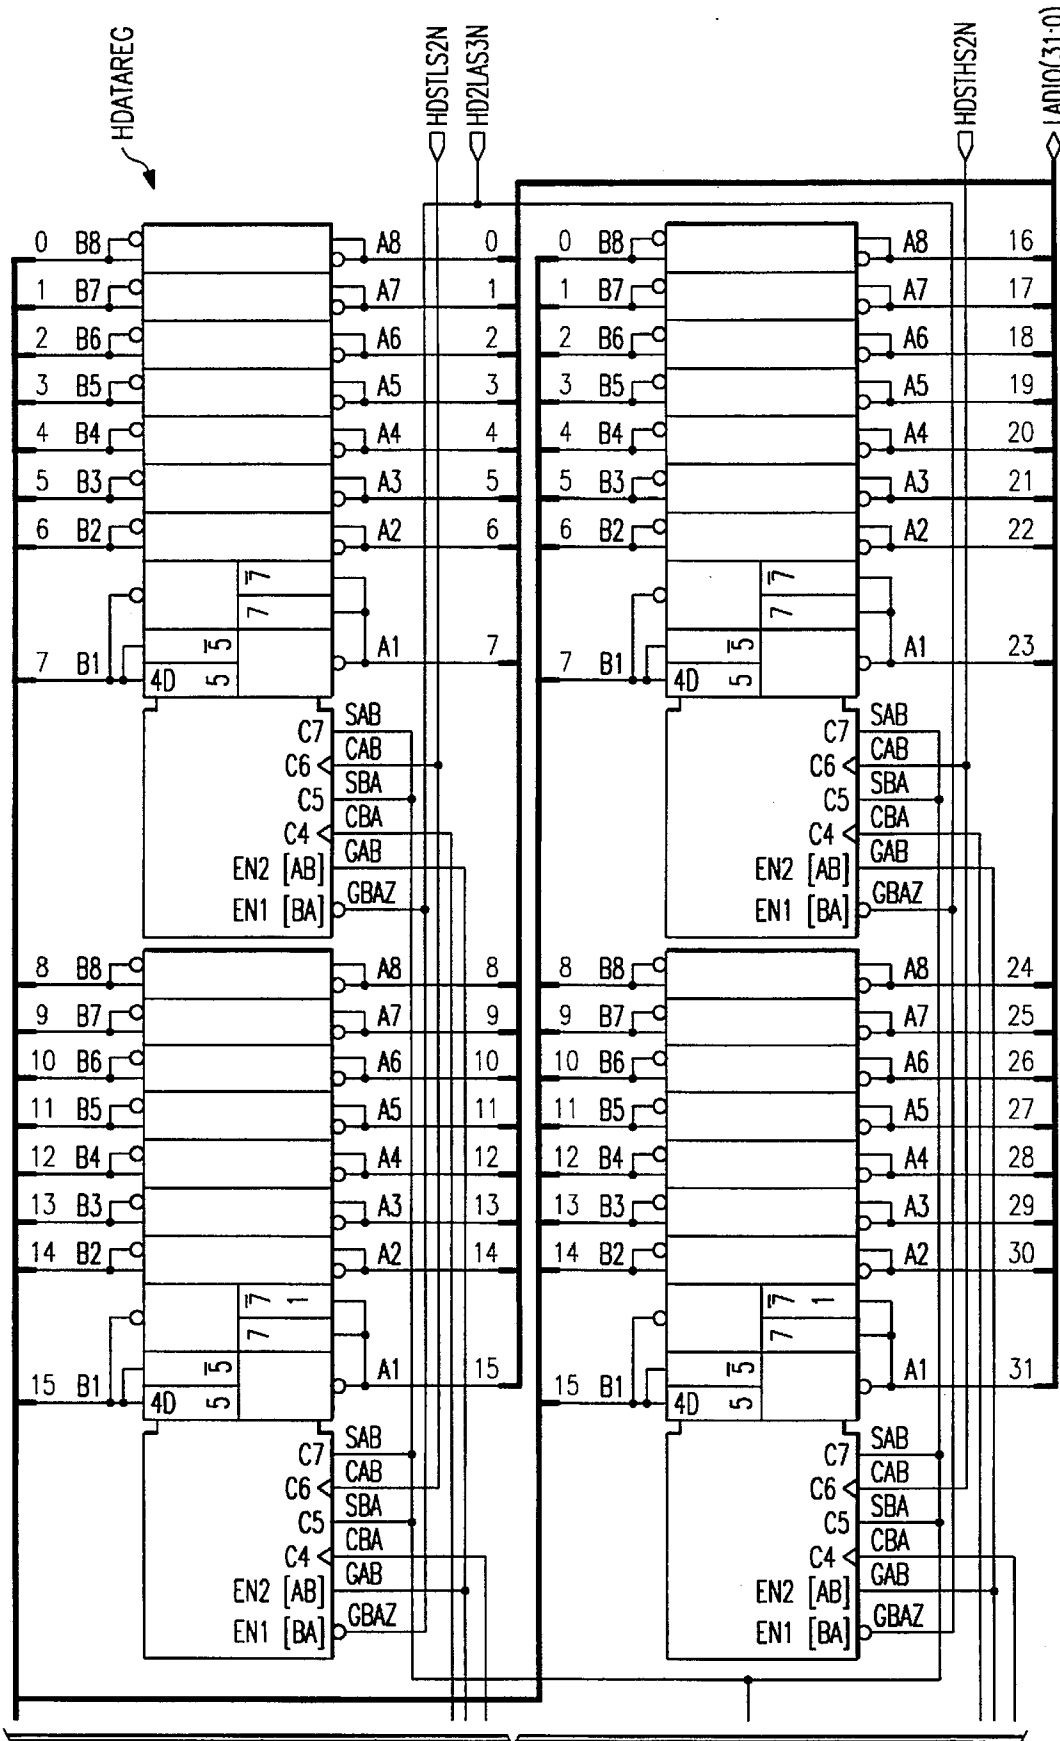 HDATAREG
HDSTLS2N
HD2LAS3N
HDSTHS2N
LADIO(31:0)
0 B8 A8 0 0 B8 A8 16
1 B7 A7 1 1 B7 A7 17
2 B6 A6 2 2 B6 A6 18
3 B5 A5 3 3 B5 A5 19
4 B4 A4 4 4 B4 A4 20
5 B3 A3 5 5 B3 A3 21
6 B2 A2 6 6 B2 A2 22
7̅ 7̅
7 7
7 B1 5̅ A1 7 7 B1 5̅ A1 23
4D 5 4D 5
C7 SAB C7 SAB
C6 CAB C6 CAB
C5 SBA C5 SBA
C4 CBA C4 CBA
EN2 [AB] GAB EN2 [AB] GAB
EN1 [BA] GBAZ EN1 [BA] GBAZ
8 B8 A8 8 8 B8 A8 24
9 B7 A7 9 9 B7 A7 25
10 B6 A6 10 10 B6 A6 26
11 B5 A5 11 11 B5 A5 27
12 B4 A4 12 12 B4 A4 28
13 B3 A3 13 13 B3 A3 29
14 B2 A2 14 14 B2 A2 30
7̅ 1 7̅ 1
7 7
15 B1 5̅ A1 15 15 B1 5̅ A1 31
4D 5 4D 5
C7 SAB C7 SAB
C6 CAB C6 CAB
C5 SBA C5 SBA
C4 CBA C4 CBA
EN2 [AB] GAB EN2 [AB] GAB
EN1 [BA] GBAZ EN1 [BA] GBAZ